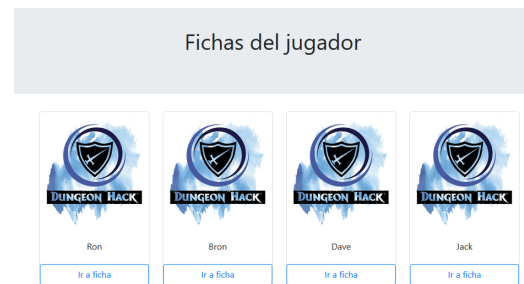 Fichas del jugador
DUNGEON HACK
DUNGEON HACK
DUNGEON HACK
DUNGEON HACK
Ron
Bron
Dave
Jack
Ir a ficha
Ir a ficha
Ir a ficha
Ir a ficha